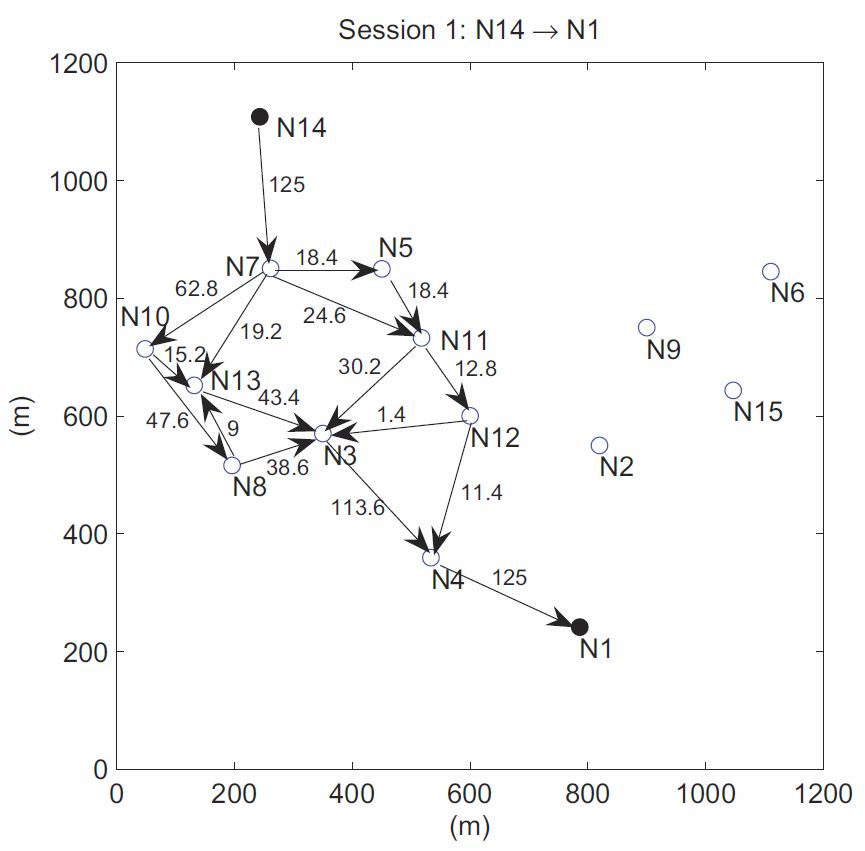 Session 1: N14 → N1
1200
N14
1000
125
N5
N7
18.4
N6
800
62.8
18.4
24.6
N10
19.2
N11
N9
15.2
30.2
12.8
N13
43.4
N15
(m)
600
47.6
9
1.4
N12
N3
N2
38.6
N8
11.4
113.6
400
N4
125
N1
200
0
0
200
400
600
800
1000
1200
(m)